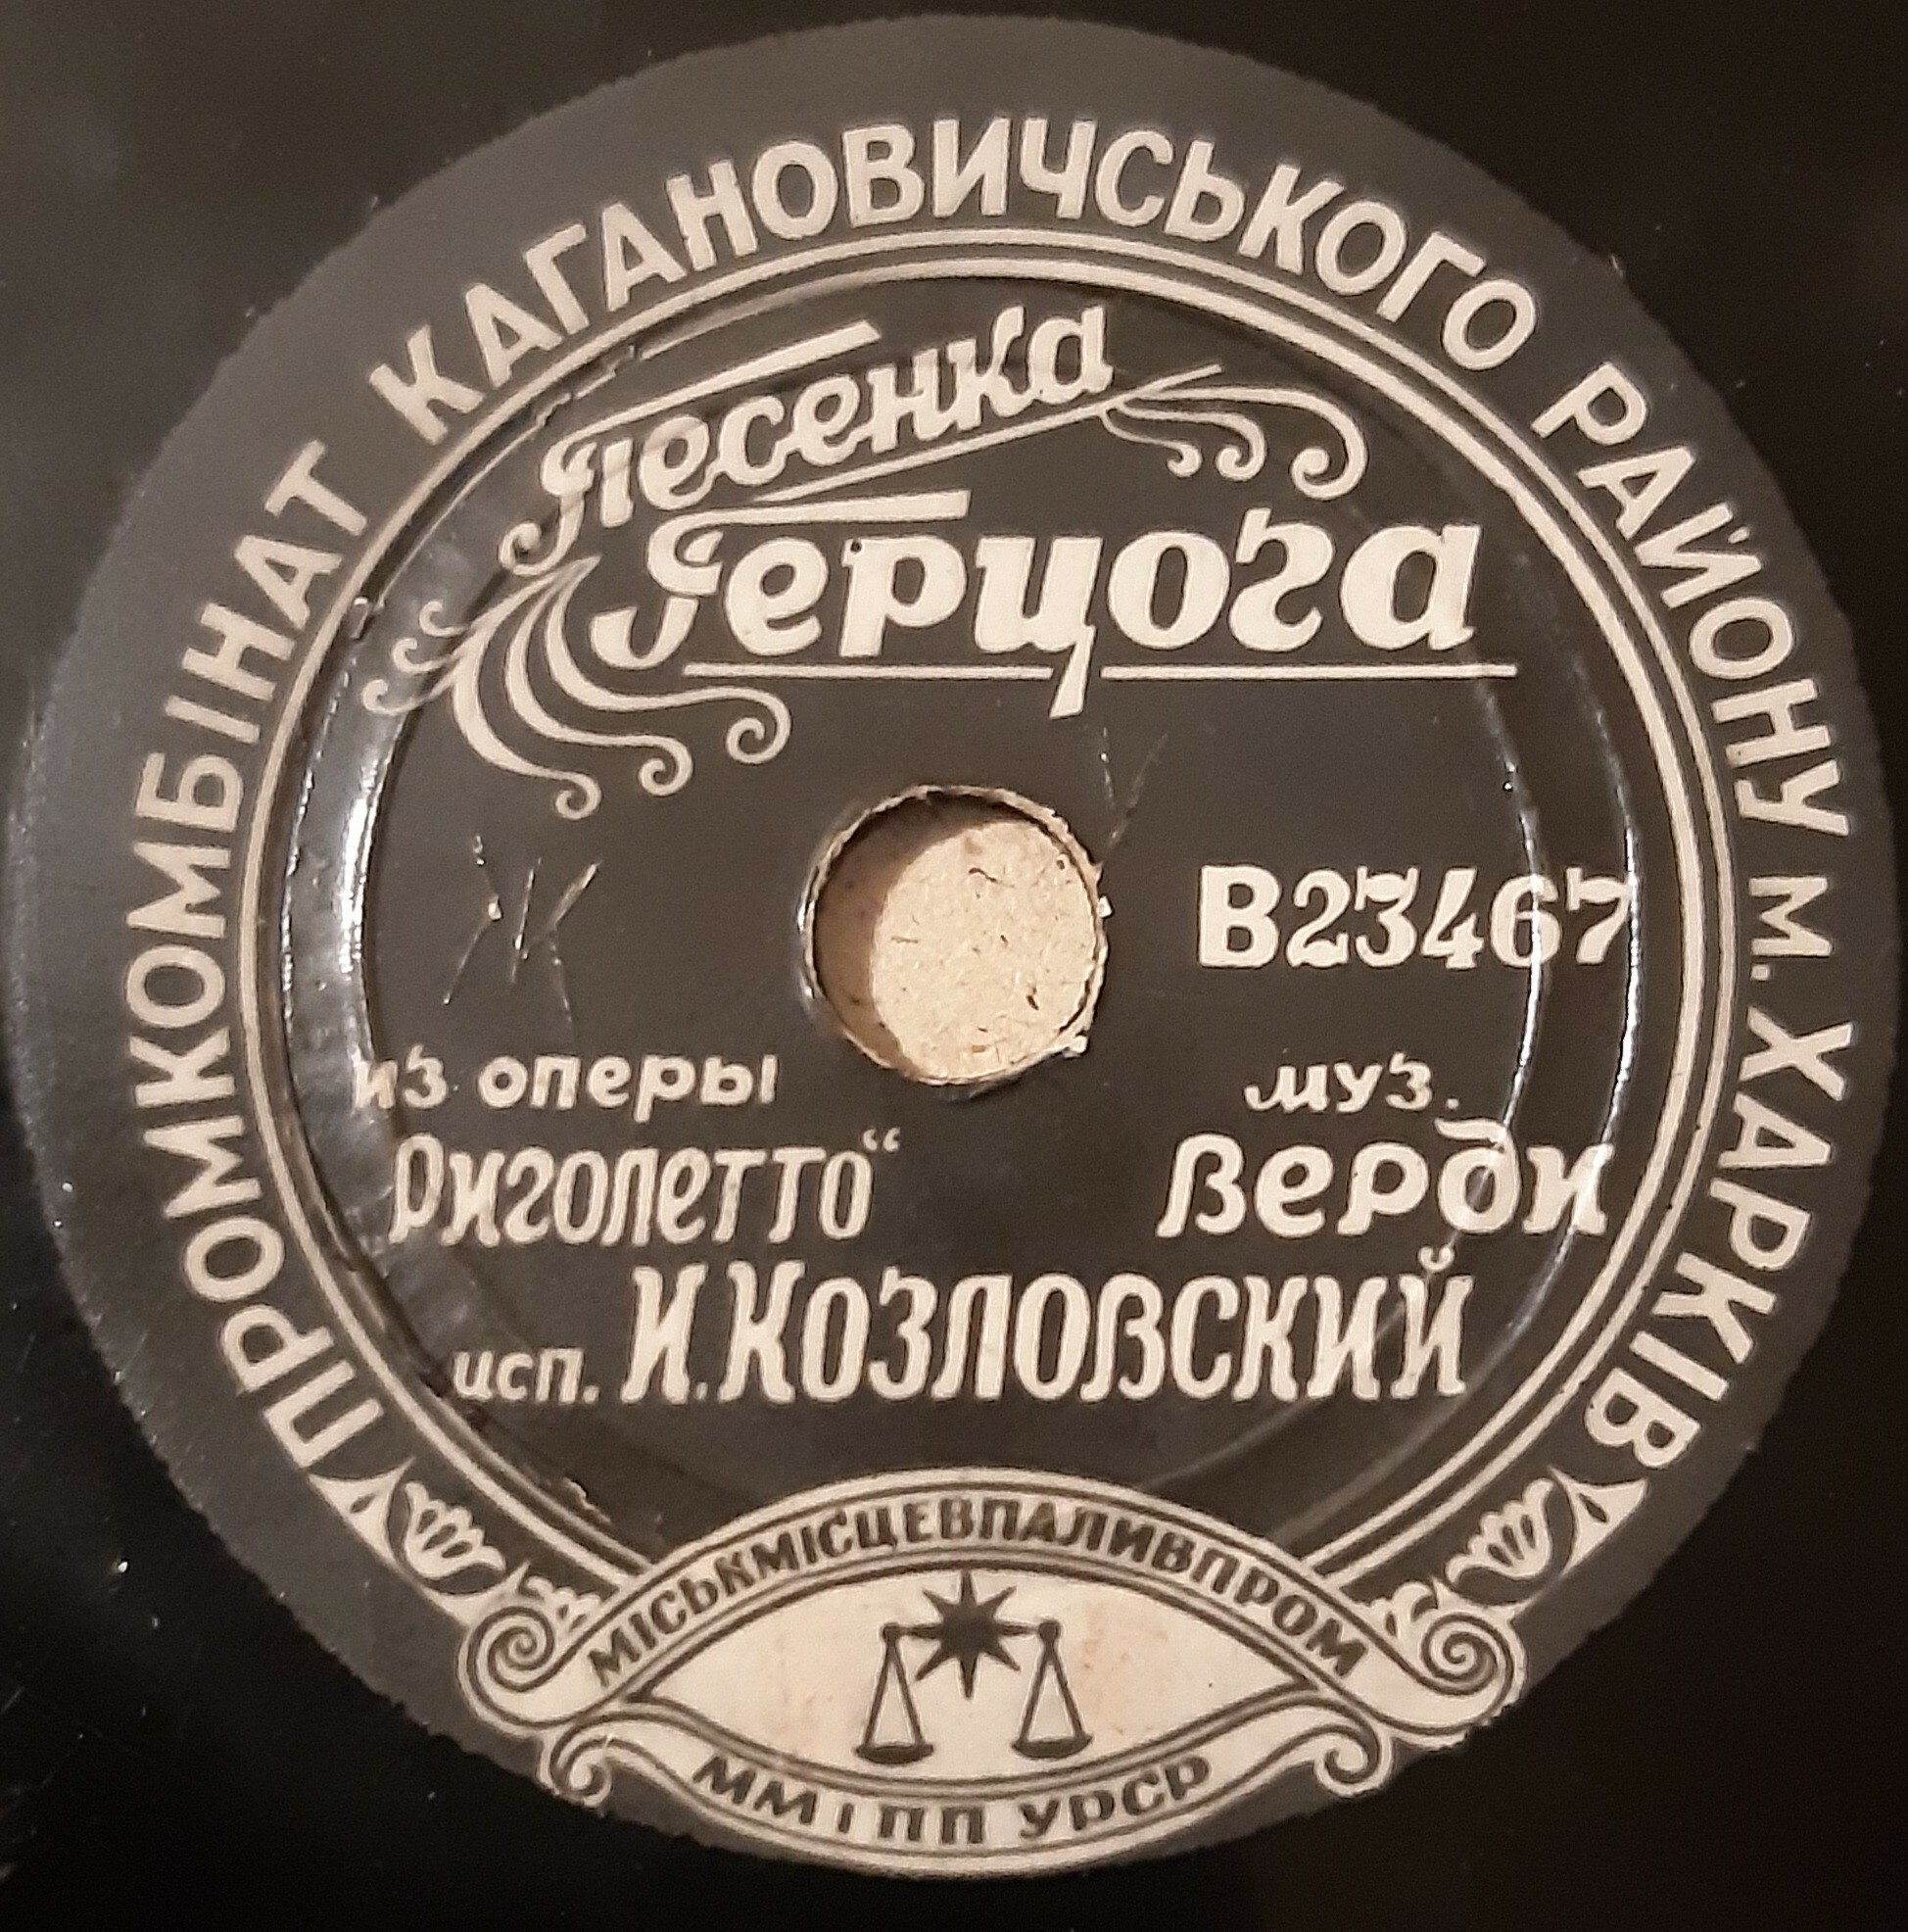 ПРОМКОМБІНАТ КАГАНОВИЧСЬКОГО РАЙОНУ М. ХАРКІВ
Песенка
Герцога
В23467
из оперы
Риголетто“
муз.
Верди
исп. И. Козловский
МІСЬКМІСЦЕВПАЛИВПРОМ
ММІПП УРСР